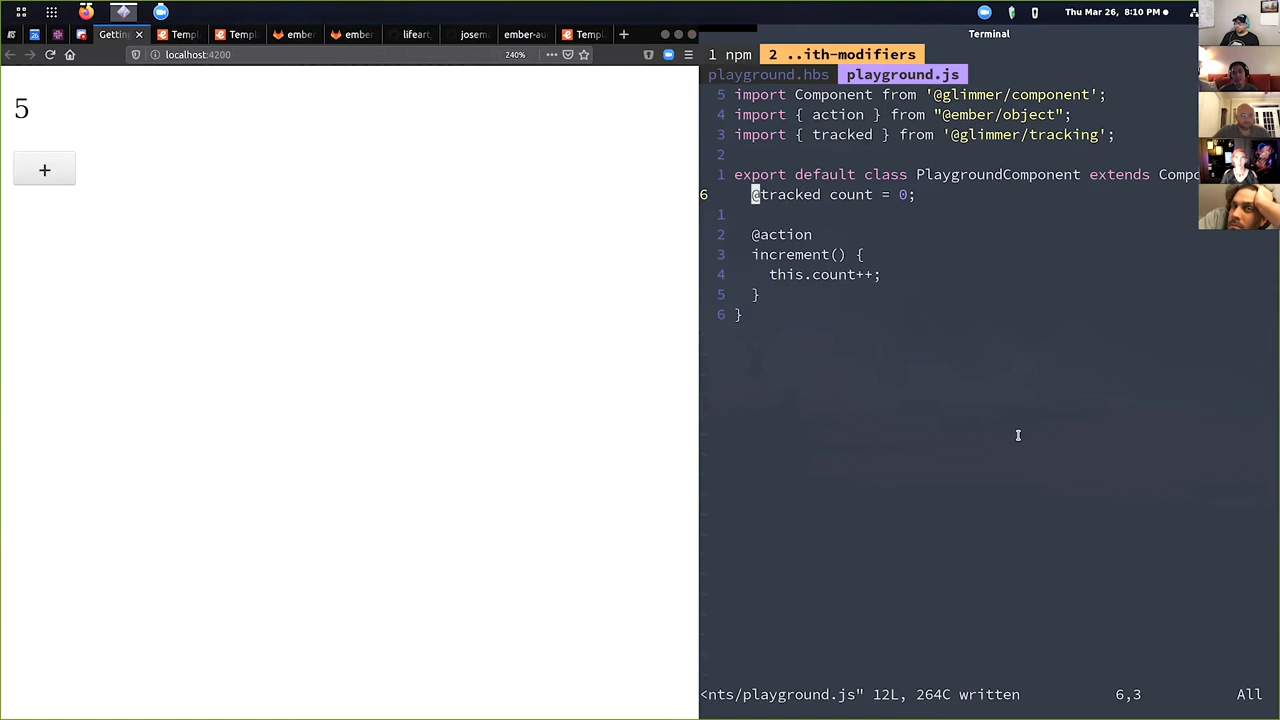 Thu Mar 26, 8:10 PM
Getting
Templ
Templ
ember
ember
lifeart,
josem
ember-au
Templ
Terminal
localhost:4200
240%
1 npm 2 ..ith-modifiers
playground.hbs playground.js
5
+
5 import Component from '@glimmer/component';
4 import { action } from "@ember/object";
3 import { tracked } from '@glimmer/tracking';
2
1 export default class PlaygroundComponent extends Compo
6 @tracked count = 0;
1
2 @action
3 increment() {
4 this.count++;
5 }
6 }
<nts/playground.js" 12L, 264C written 6,3 All